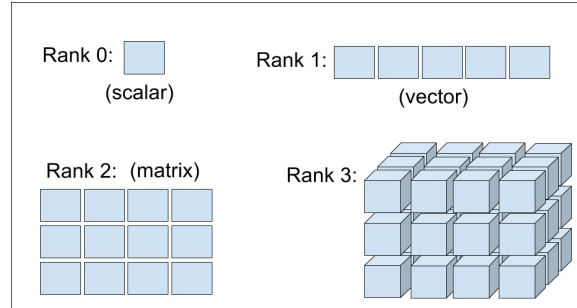 Rank 0:
(scalar)
Rank 1:
(vector)
Rank 2: (matrix)
Rank 3: